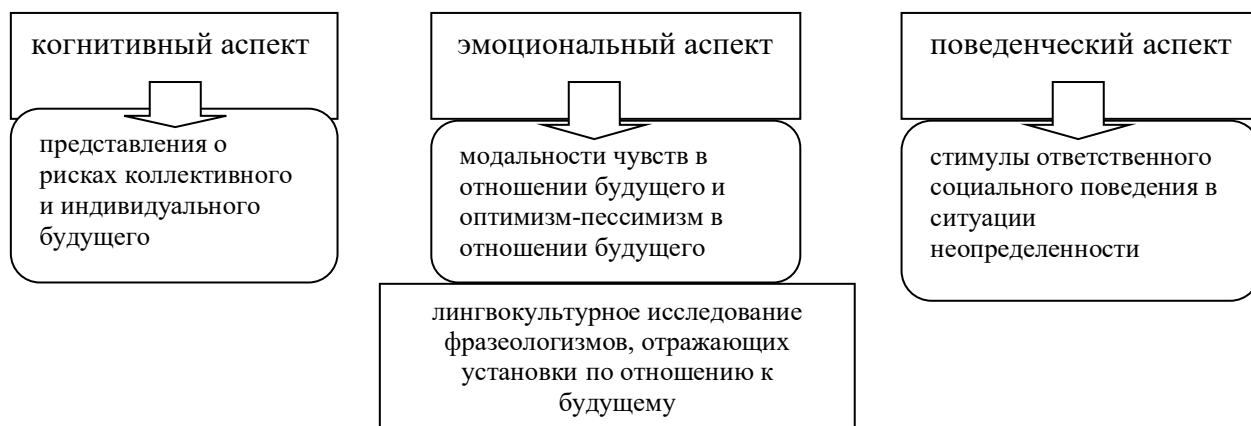 когнитивный аспект
представления о
рисках коллективного
и индивидуального
будущего
эмоциональный аспект
модальности чувств в
отношении будущего и
оптимизм-пессимизм в
отношении будущего
лингвокультурное исследование
фразеологизмов, отражающих
установки по отношению к
будущему
поведенческий аспект
стимулы ответственного
социального поведения в
ситуации
неопределенности